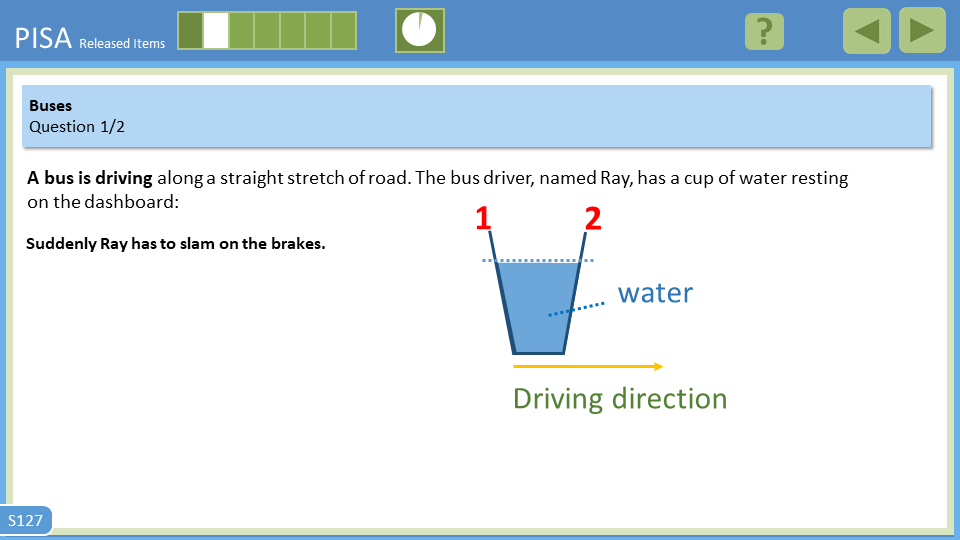 PISA Released Items
?
Buses
Question 1/2
A bus is driving along a straight stretch of road. The bus driver, named Ray, has a cup of water resting
on the dashboard:
1 2
Suddenly Ray has to slam on the brakes.
water
Driving direction
S127